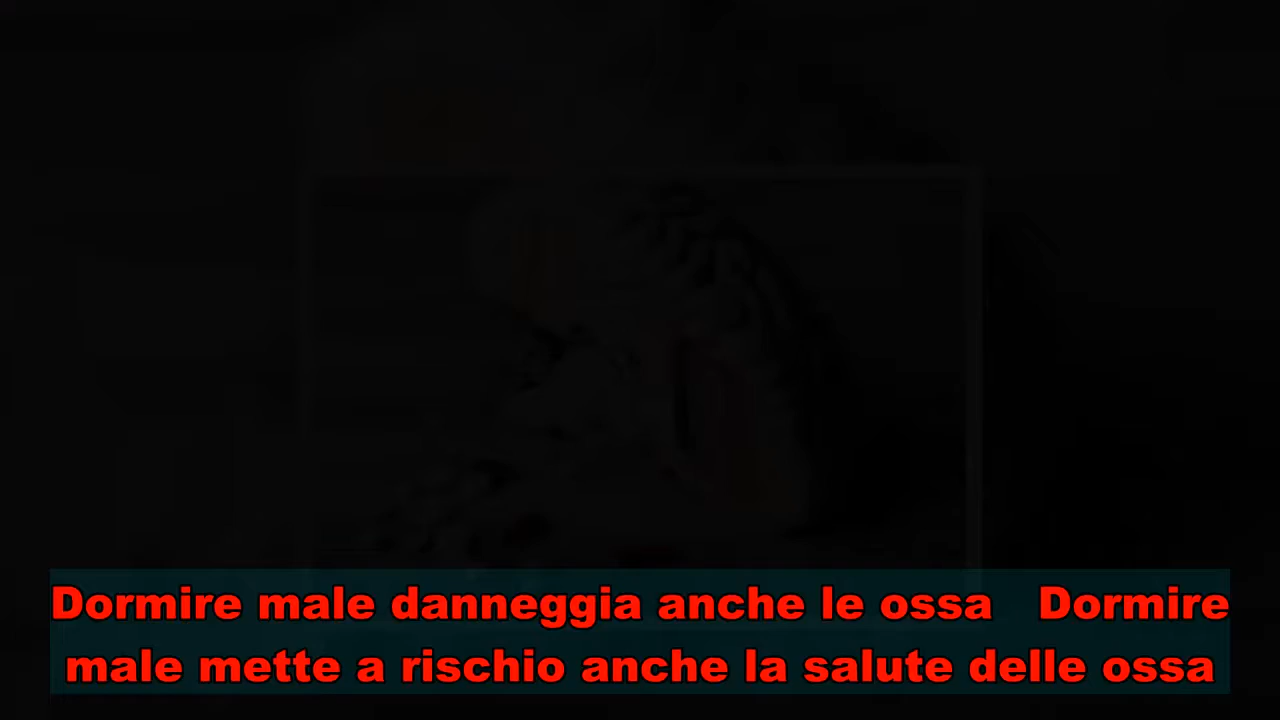 Dormire male danneggia anche le ossa   Dormire
male mette a rischio anche la salute delle ossa